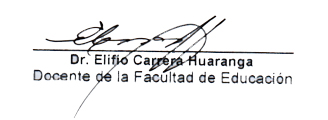 Dr. Elifio Carrera Huaranga
Docente de la Facultad de Educación